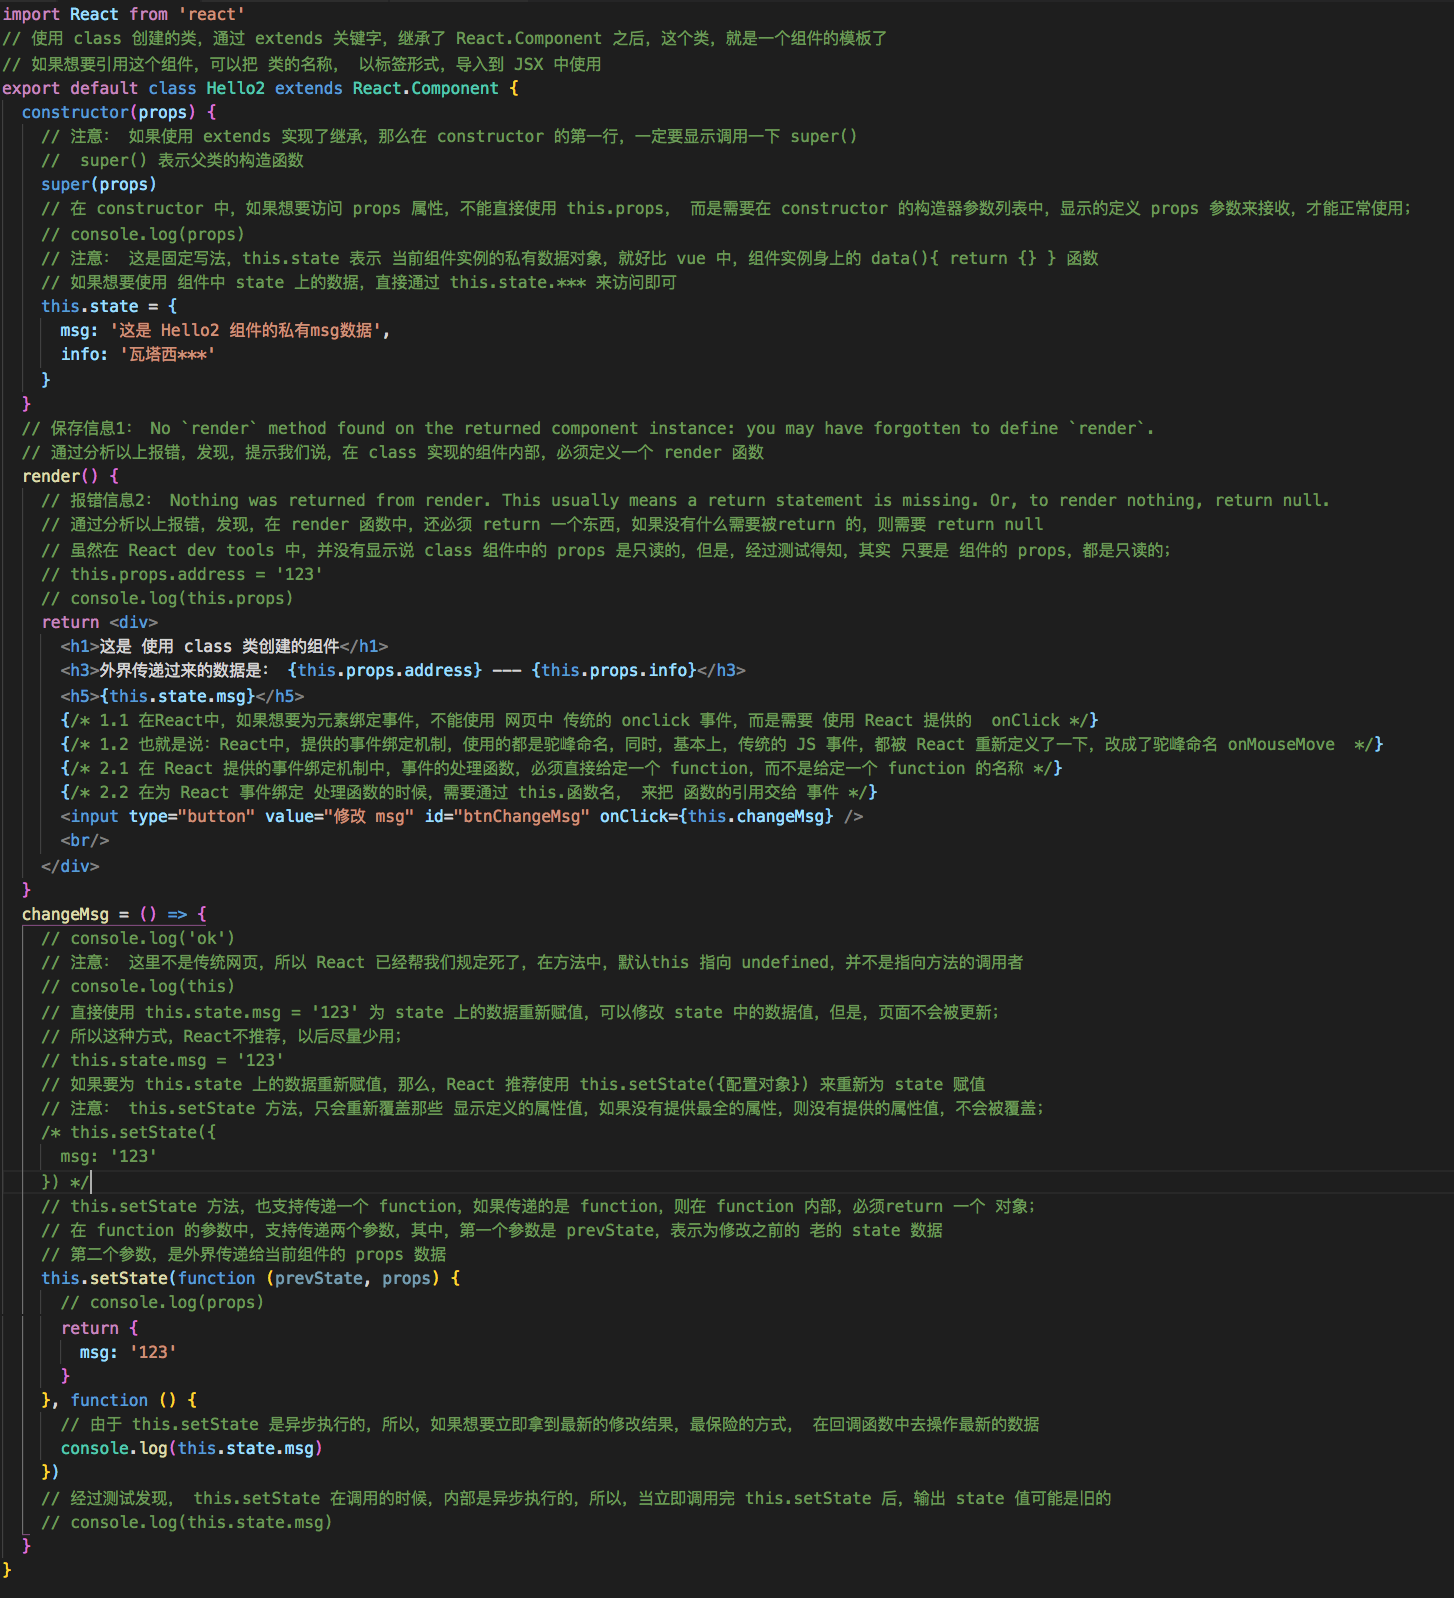 import React from 'react'
// 使用 class 创建的类，通过 extends 关键字，继承了 React.Component 之后，这个类，就是一个组件的模板了
// 如果想要引用这个组件，可以把 类的名称， 以标签形式，导入到 JSX 中使用
export default class Hello2 extends React.Component {
  constructor(props) {
    // 注意： 如果使用 extends 实现了继承，那么在 constructor 的第一行，一定要显示调用一下 super()
    //  super() 表示父类的构造函数
    super(props)
    // 在 constructor 中，如果想要访问 props 属性，不能直接使用 this.props， 而是需要在 constructor 的构造器参数列表中，显示的定义 props 参数来接收，才能正常使用；
    // console.log(props)
    // 注意： 这是固定写法，this.state 表示 当前组件实例的私有数据对象，就好比 vue 中，组件实例身上的 data(){ return {} } 函数
    // 如果想要使用 组件中 state 上的数据，直接通过 this.state.*** 来访问即可
    this.state = {
      msg: '这是 Hello2 组件的私有msg数据',
      info: '瓦塔西***'
    }
  }
  // 保存信息1： No `render` method found on the returned component instance: you may have forgotten to define `render`.
  // 通过分析以上报错，发现，提示我们说，在 class 实现的组件内部，必须定义一个 render 函数
  render() {
    // 报错信息2： Nothing was returned from render. This usually means a return statement is missing. Or, to render nothing, return null.
    // 通过分析以上报错，发现，在 render 函数中，还必须 return 一个东西，如果没有什么需要被return 的，则需要 return null
    // 虽然在 React dev tools 中，并没有显示说 class 组件中的 props 是只读的，但是，经过测试得知，其实 只要是 组件的 props，都是只读的；
    // this.props.address = '123'
    // console.log(this.props)
    return <div>
      <h1>这是 使用 class 类创建的组件</h1>
      <h3>外界传递过来的数据是： {this.props.address} --- {this.props.info}</h3>
      <h5>{this.state.msg}</h5>
      {/* 1.1 在React中，如果想要为元素绑定事件，不能使用 网页中 传统的 onclick 事件，而是需要 使用 React 提供的  onClick */}
      {/* 1.2 也就是说：React中，提供的事件绑定机制，使用的都是驼峰命名，同时，基本上，传统的 JS 事件，都被 React 重新定义了一下，改成了驼峰命名 onMouseMove  */}
      {/* 2.1 在 React 提供的事件绑定机制中，事件的处理函数，必须直接给定一个 function，而不是给定一个 function 的名称 */}
      {/* 2.2 在为 React 事件绑定 处理函数的时候，需要通过 this.函数名， 来把 函数的引用交给 事件 */}
      <input type="button" value="修改 msg" id="btnChangeMsg" onClick={this.changeMsg} />
      <br/>
    </div>
  }
  changeMsg = () => {
    // console.log('ok')
    // 注意： 这里不是传统网页，所以 React 已经帮我们规定死了，在方法中，默认this 指向 undefined，并不是指向方法的调用者
    // console.log(this)
    // 直接使用 this.state.msg = '123' 为 state 上的数据重新赋值，可以修改 state 中的数据值，但是，页面不会被更新；
    // 所以这种方式，React不推荐，以后尽量少用；
    // this.state.msg = '123'
    // 如果要为 this.state 上的数据重新赋值，那么，React 推荐使用 this.setState({配置对象}) 来重新为 state 赋值
    // 注意： this.setState 方法，只会重新覆盖那些 显示定义的属性值，如果没有提供最全的属性，则没有提供的属性值，不会被覆盖；
    /* this.setState({
      msg: '123'
    }) */
    // this.setState 方法，也支持传递一个 function，如果传递的是 function，则在 function 内部，必须return 一个 对象；
    // 在 function 的参数中，支持传递两个参数，其中，第一个参数是 prevState，表示为修改之前的 老的 state 数据
    // 第二个参数，是外界传递给当前组件的 props 数据
    this.setState(function (prevState, props) {
      // console.log(props)
      return {
        msg: '123'
      }
    }, function () {
      // 由于 this.setState 是异步执行的，所以，如果想要立即拿到最新的修改结果，最保险的方式， 在回调函数中去操作最新的数据
      console.log(this.state.msg)
    })
    // 经过测试发现， this.setState 在调用的时候，内部是异步执行的，所以，当立即调用完 this.setState 后，输出 state 值可能是旧的
    // console.log(this.state.msg)
  }
}